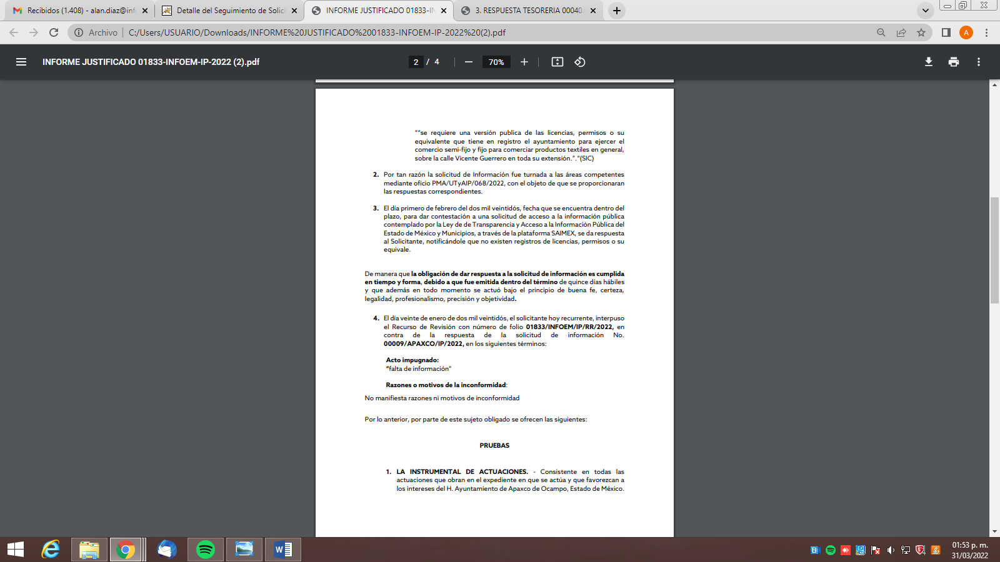 Recibidos (1.408) - alan.diaz@inf
Detalle del Seguimiento de Solic
INFORME JUSTIFICADO 01833-IN
3. RESPUESTA TESORERIA 00040.
Archivo
C:/Users/USUARIO/Downloads/INFORME%20JUSTIFICADO%2001833-INFOEM-IP-2022%20(2).pdf
A
INFORME JUSTIFICADO 01833-INFOEM-IP-2022 (2).pdf
2 / 4
70%
““se requiere una versión publica de las licencias, permisos o su
equivalente que tiene en registro el ayuntamiento para ejercer el
comercio semi-fijo y fijo para comerciar productos textiles en general,
sobre la calle Vicente Guerrero en toda su extensión.”.”(SIC)
2. Por tan razón la solicitud de Información fue turnada a las áreas competentes
mediante oficio PMA/UTyAIP/068/2022, con el objeto de que se proporcionaran
las respuestas correspondientes.
3. El día primero de febrero del dos mil veintidós, fecha que se encuentra dentro del
plazo, para dar contestación a una solicitud de acceso a la información pública
contemplado por la Ley de de Transparencia y Acceso a la Información Pública del
Estado de México y Municipios, a través de la plataforma SAIMEX, se da respuesta
al Solicitante, notificándole que no existen registros de licencias, permisos o su
equivale.
De manera que la obligación de dar respuesta a la solicitud de información es cumplida
en tiempo y forma, debido a que fue emitida dentro del término de quince días hábiles
y que además en todo momento se actuó bajo el principio de buena fe, certeza,
legalidad, profesionalismo, precisión y objetividad.
4. El día veinte de enero de dos mil veintidós, el solicitante hoy recurrente, interpuso
el Recurso de Revisión con número de folio 01833/INFOEM/IP/RR/2022, en
contra de la respuesta de la solicitud de información No.
00009/APAXCO/IP/2022, en los siguientes términos:
Acto impugnado:
“falta de información”
Razones o motivos de la inconformidad:
No manifiesta razones ni motivos de inconformidad
Por lo anterior, por parte de este sujeto obligado se ofrecen las siguientes:
PRUEBAS
1. LA INSTRUMENTAL DE ACTUACIONES. - Consistente en todas las
actuaciones que obran en el expediente en que se actúa y que favorezcan a
los intereses del H. Ayuntamiento de Apaxco de Ocampo, Estado de México.
01:53 p. m.
31/03/2022